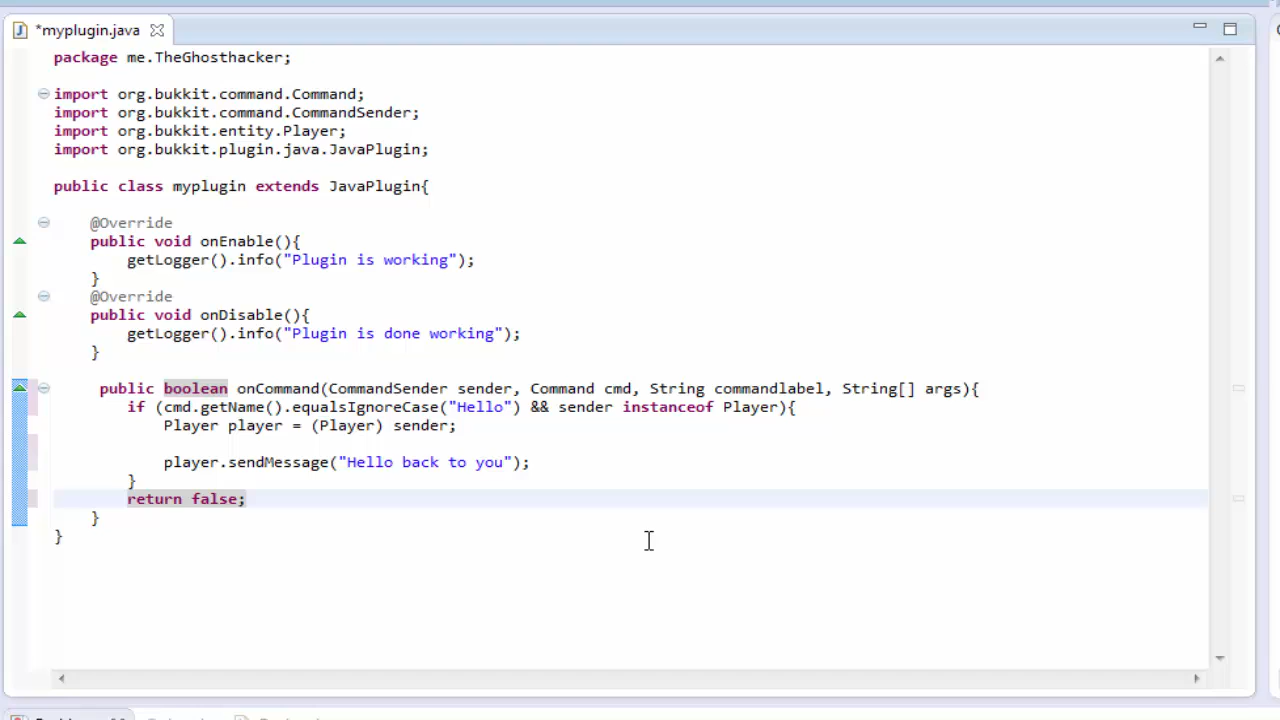 *myplugin.java
package me.TheGhosthacker;
import org.bukkit.command.Command;
import org.bukkit.command.CommandSender;
import org.bukkit.entity.Player;
import org.bukkit.plugin.java.JavaPlugin;
public class myplugin extends JavaPlugin{
@Override
public void onEnable(){
getLogger().info("Plugin is working");
}
@Override
public void onDisable(){
getLogger().info("Plugin is done working");
}
public boolean onCommand(CommandSender sender, Command cmd, String commandlabel, String[] args){
if (cmd.getName().equalsIgnoreCase("Hello") && sender instanceof Player){
Player player = (Player) sender;
player.sendMessage("Hello back to you");
}
return false;
}
}